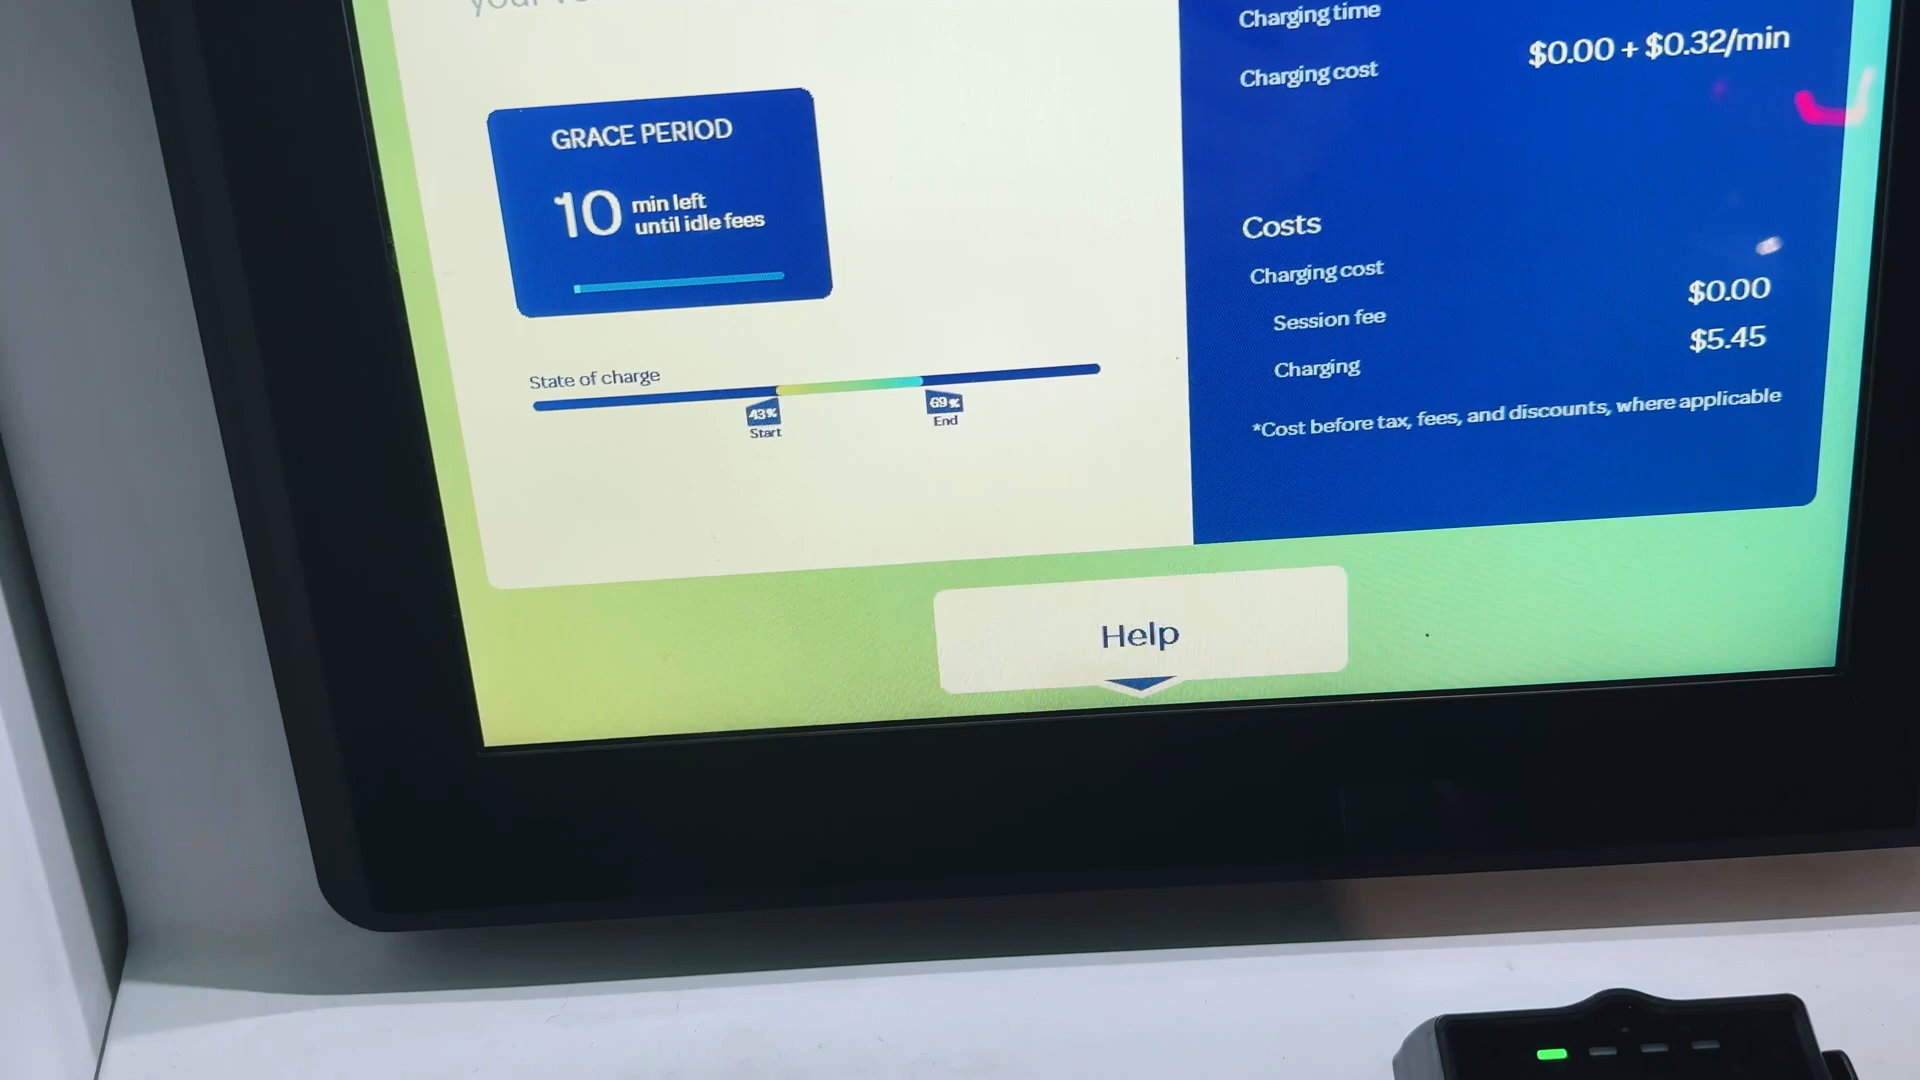 GRACE PERIOD
10 min left
until idle fees
State of charge
43%
Start
69%
End
Charging time
Charging cost
$0.00 + $0.32/min
Costs
Charging cost
Session fee
$0.00
Charging
$5.45
*Cost before tax, fees, and discounts, where applicable
Help